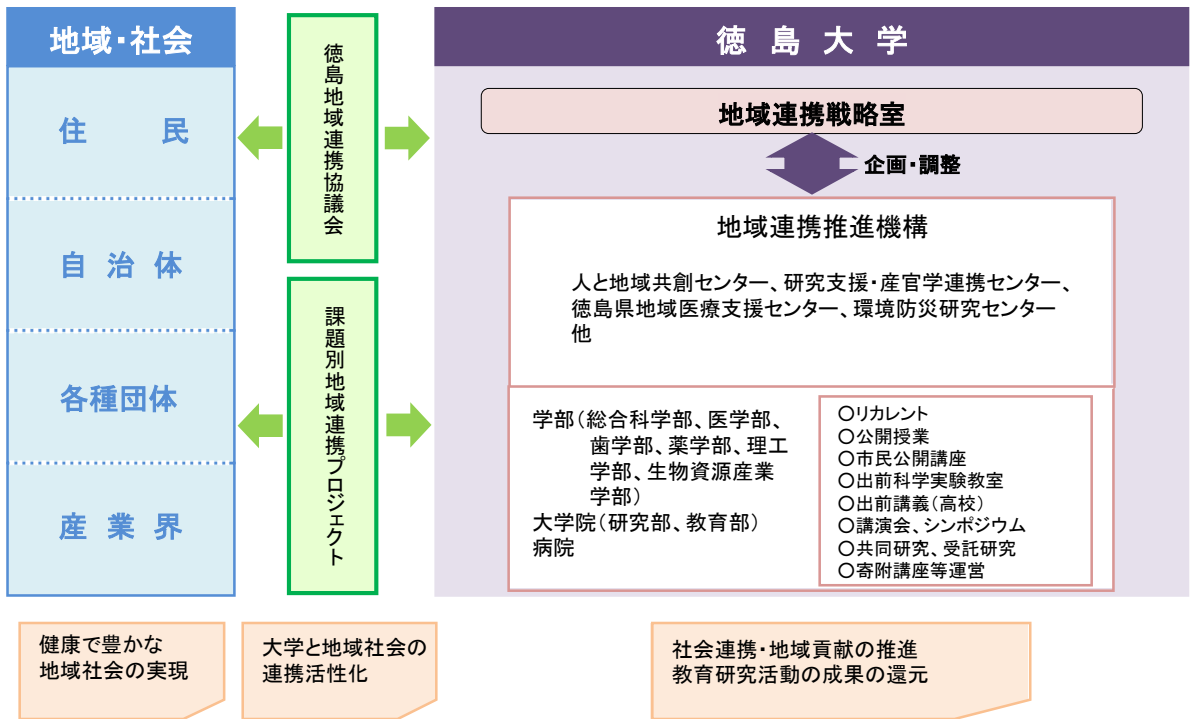 地域・社会
住　民
自治体
各種団体
産業界
徳島地域連携協議会
課題別地域連携プロジェクト
徳島大学
地域連携戦略室
企画・調整
地域連携推進機構
人と地域共創センター、研究支援・産官学連携センター、
徳島県地域医療支援センター、環境防災研究センター
他
学部（総合科学部、医学部、
歯学部、薬学部、理工
学部、生物資源産業
学部）
大学院（研究部、教育部）
病院
〇リカレント
〇公開授業
〇市民公開講座
〇出前科学実験教室
〇出前講義（高校）
〇講演会、シンポジウム
〇共同研究、受託研究
〇寄附講座等運営
健康で豊かな
地域社会の実現
大学と地域社会の
連携活性化
社会連携・地域貢献の推進
教育研究活動の成果の還元